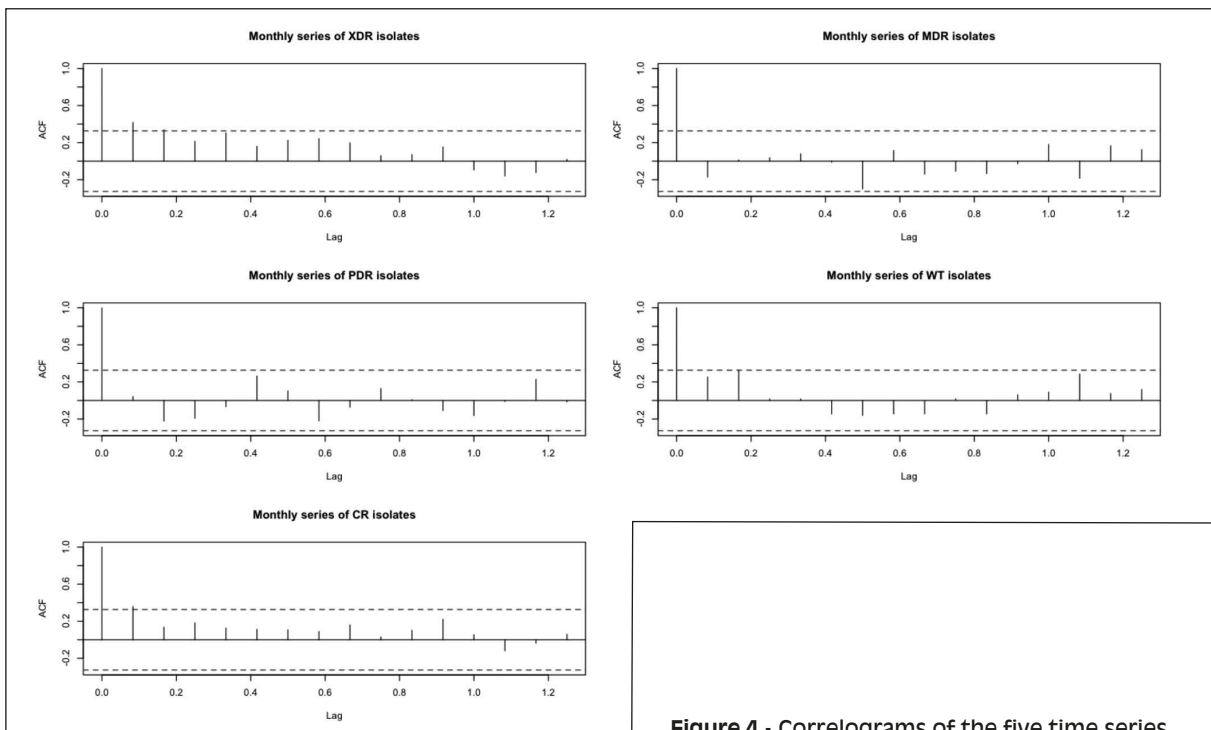 Monthly series of XDR isolates
ACF
1.0
0.6
0.2
-0.2
0.0 0.2 0.4 0.6 0.8 1.0 1.2
Lag
Monthly series of MDR isolates
ACF
1.0
0.6
0.2
-0.2
0.0 0.2 0.4 0.6 0.8 1.0 1.2
Lag
Monthly series of PDR isolates
ACF
1.0
0.6
0.2
-0.2
0.0 0.2 0.4 0.6 0.8 1.0 1.2
Lag
Monthly series of WT isolates
ACF
1.0
0.6
0.2
-0.2
0.0 0.2 0.4 0.6 0.8 1.0 1.2
Lag
Monthly series of CR isolates
ACF
1.0
0.6
0.2
-0.2
0.0 0.2 0.4 0.6 0.8 1.0 1.2
Lag
Figure 4 - Correlograms of the five time series